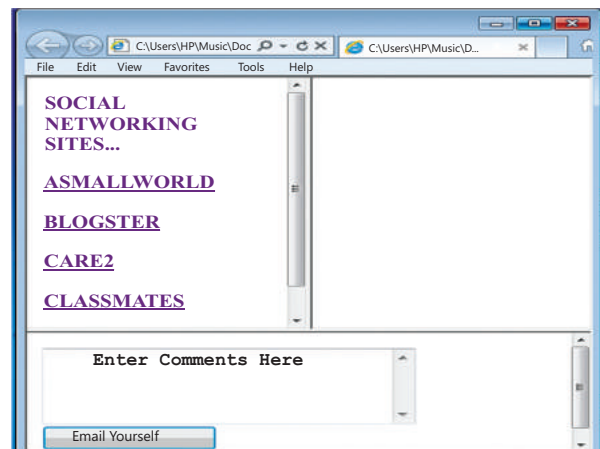 C:\Users\HP\Music\Doc
C:\Users\HP\Music\D...
File Edit View Favorites Tools Help
SOCIAL
NETWORKING
SITES...
ASMALLWORLD
BLOGSTER
CARE2
CLASSMATES
Enter Comments Here
Email Yourself